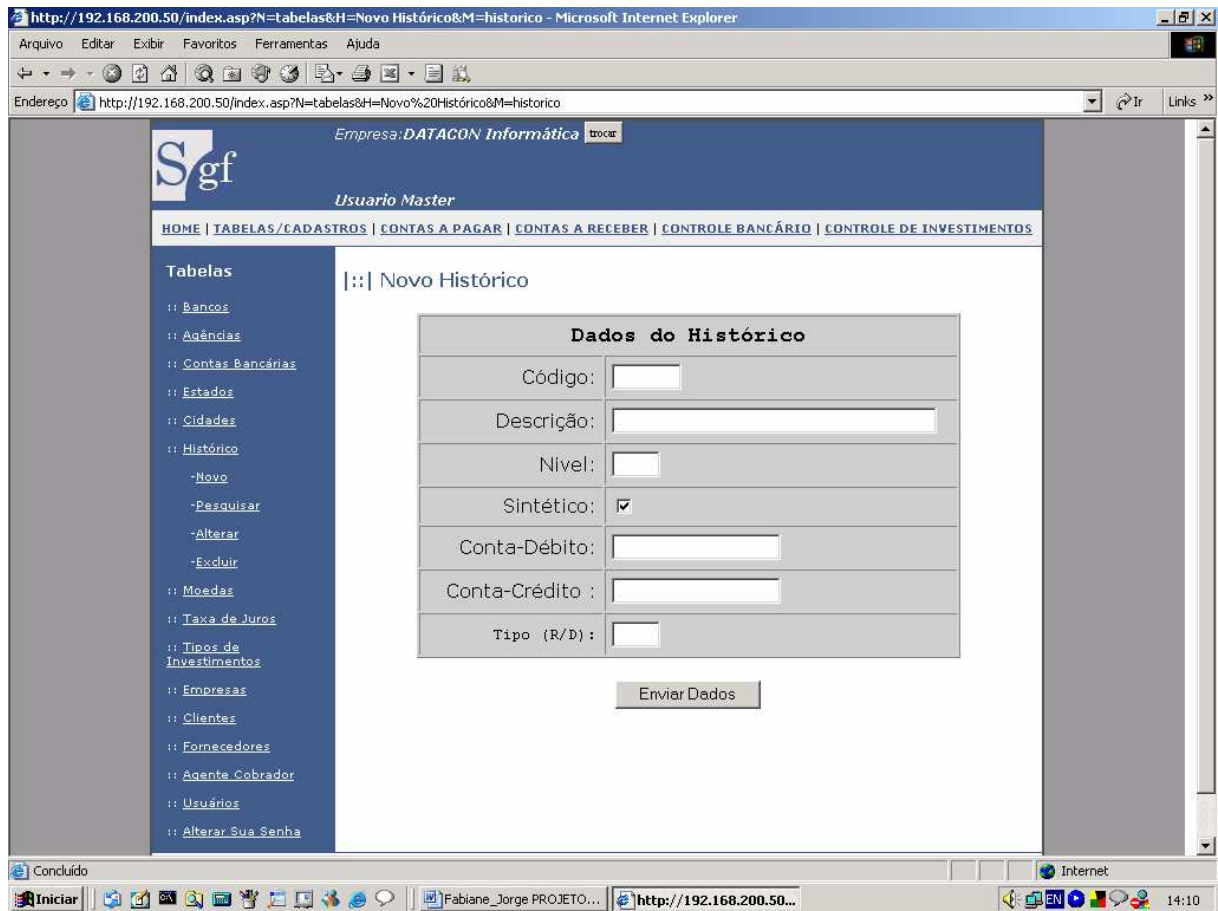 http://192.168.200.50/index.asp?N=tabelas&H=Novo Histórico&M=historico - Microsoft Internet Explorer
Arquivo Editar Exibir Favoritos Ferramentas Ajuda
Endereço http://192.168.200.50/index.asp?N=tabelas&H=Novo%20Histórico&M=historico Ir Links »
Sgf
Empresa:DATACON Informática trocar
Usuario Master
HOME | TABELAS/CADASTROS | CONTAS A PAGAR | CONTAS A RECEBER | CONTROLE BANCÁRIO | CONTROLE DE INVESTIMENTOS
Tabelas
:: Bancos
:: Agências
:: Contas Bancárias
:: Estados
:: Cidades
:: Histórico
-Novo
-Pesquisar
-Alterar
-Excluir
:: Moedas
:: Taxa de Juros
:: Tipos de
Investimentos
:: Empresas
:: Clientes
:: Fornecedores
:: Agente Cobrador
:: Usuários
:: Alterar Sua Senha
|::| Novo Histórico
Dados do Histórico
Código:
Descrição:
Nivel:
Sintético:
Conta-Débito:
Conta-Crédito :
Tipo (R/D):
Enviar Dados
Concluído Internet
Iniciar Fabiane_Jorge PROJETO... http://192.168.200.50... EN 14:10